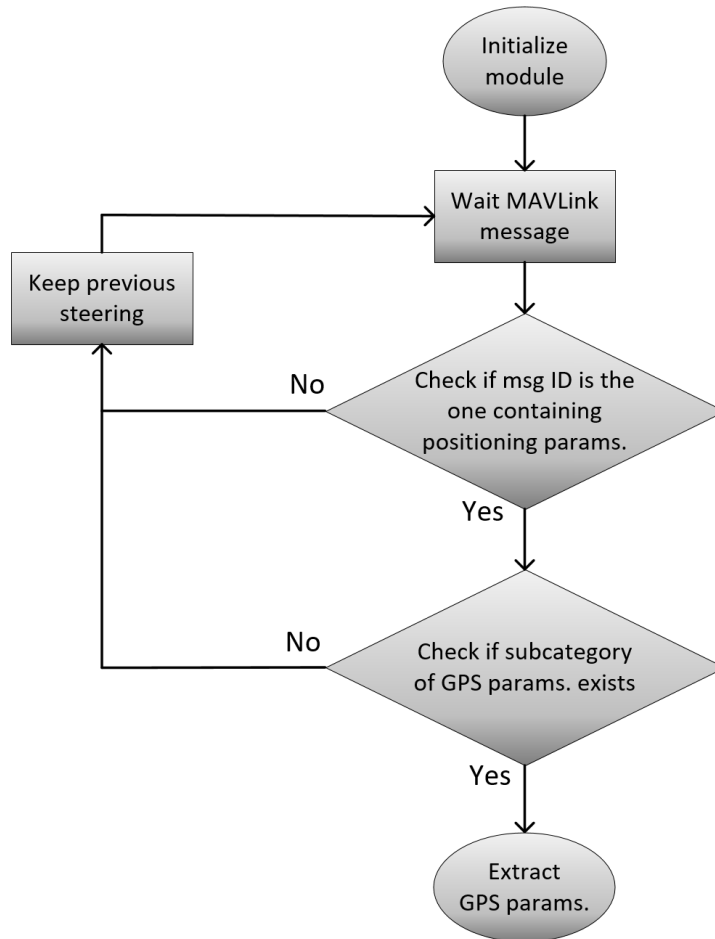 Initialize
module
Wait MAVLink
message
Keep previous
steering
No
Check if msg ID is the
one containing
positioning params.
Yes
No
Check if subcategory
of GPS params. exists
Yes
Extract
GPS params.